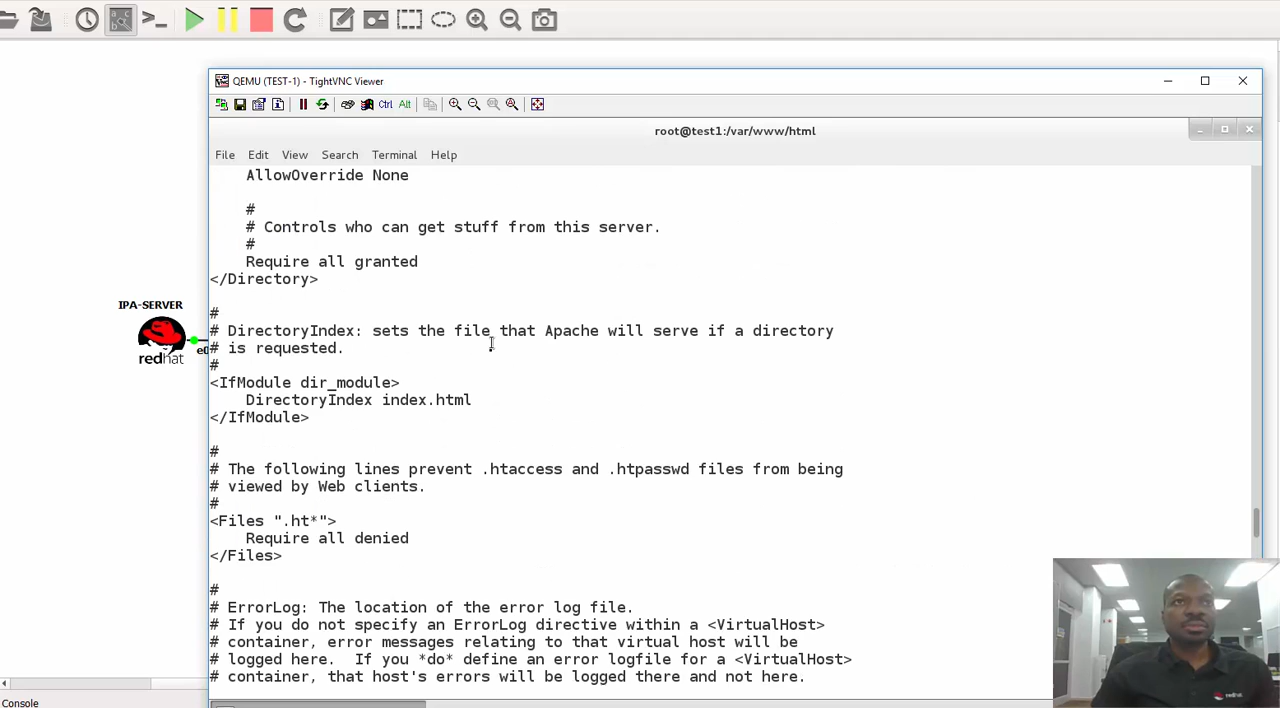 QEMU (TEST-1) - TightVNC Viewer
Ctrl Alt
root@test1:/var/www/html
File Edit View Search Terminal Help
AllowOverride None
#
# Controls who can get stuff from this server.
#
Require all granted
</Directory>
#
# DirectoryIndex: sets the file that Apache will serve if a directory
# is requested.
#
<IfModule dir_module>
DirectoryIndex index.html
</IfModule>
#
# The following lines prevent .htaccess and .htpasswd files from being
# viewed by Web clients.
#
<Files ".ht*">
Require all denied
</Files>
#
# ErrorLog: The location of the error log file.
# If you do not specify an ErrorLog directive within a <VirtualHost>
# container, error messages relating to that virtual host will be
# logged here.  If you *do* define an error logfile for a <VirtualHost>
# container, that host's errors will be logged there and not here.
IPA-SERVER
redhat
e0
Console
redhat